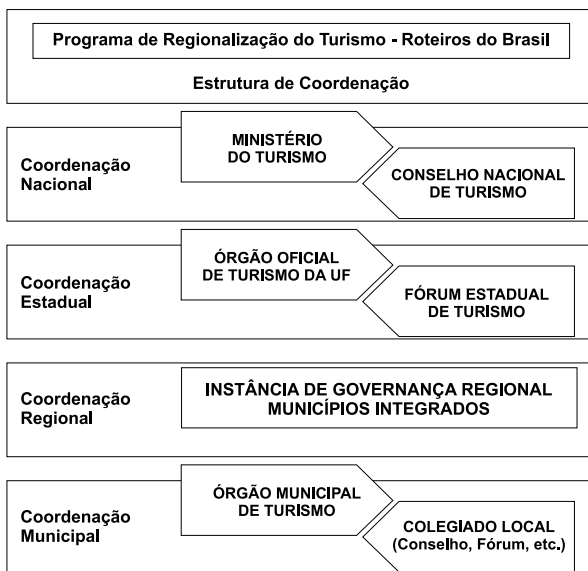 Programa de Regionalização do Turismo - Roteiros do Brasil
Estrutura de Coordenação
Coordenação
Nacional
MINISTÉRIO
DO TURISMO
CONSELHO NACIONAL
DE TURISMO
Coordenação
Estadual
ÓRGÃO OFICIAL
DE TURISMO DA UF
FÓRUM ESTADUAL
DE TURISMO
Coordenação
Regional
INSTÂNCIA DE GOVERNANÇA REGIONAL
MUNICÍPIOS INTEGRADOS
Coordenação
Municipal
ÓRGÃO MUNICIPAL
DE TURISMO
COLEGIADO LOCAL
(Conselho, Fórum, etc.)